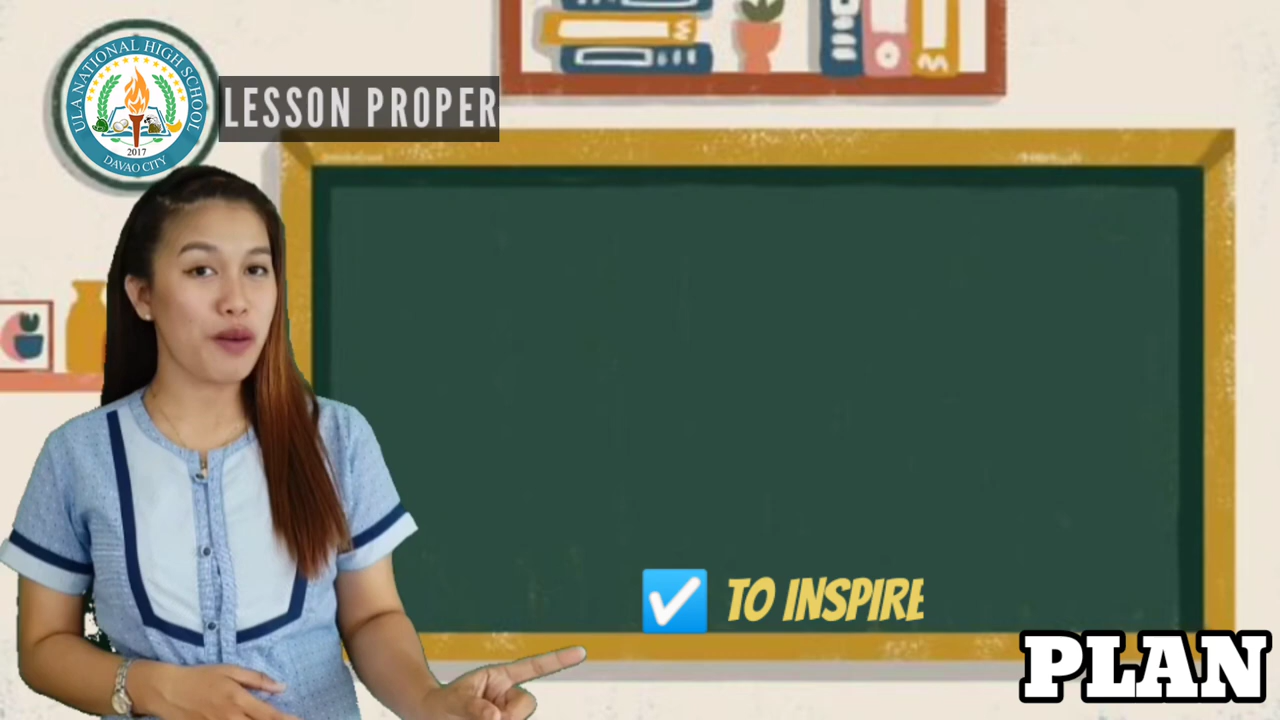 ULA NATIONAL HIGH SCHOOL
2017
DAVAO CITY
LESSON PROPER
TO INSPIRE
PLAN